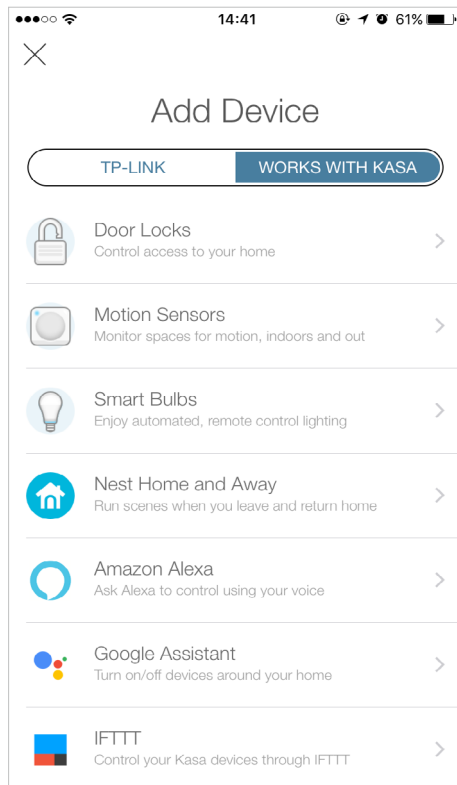 14:41
61%
Add Device
TP-LINK
WORKS WITH KASA
Door Locks
Control access to your home
Motion Sensors
Monitor spaces for motion, indoors and out
Smart Bulbs
Enjoy automated, remote control lighting
Nest Home and Away
Run scenes when you leave and return home
Amazon Alexa
Ask Alexa to control using your voice
Google Assistant
Turn on/off devices around your home
IFTTT
Control your Kasa devices through IFTTT